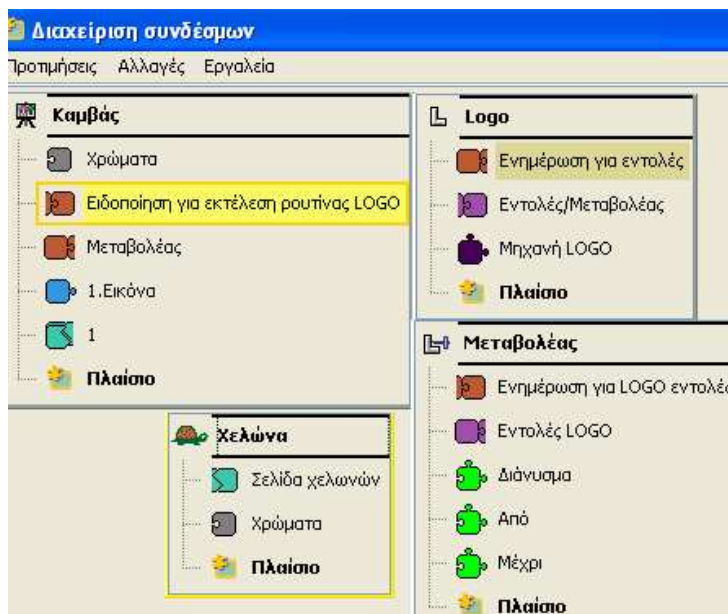 Διαχείριση συνδέσμων
Προτιμήσεις Αλλαγές Εργαλεία
Καμβάς
Χρώματα
Ειδοποίηση για εκτέλεση ρουτίνας LOGO
Μεταβολέας
1.Εικόνα
1
Πλαίσιο
Logo
Ενημέρωση για εντολές
Εντολές/Μεταβολέας
Μηχανή LOGO
Πλαίσιο
Μεταβολέας
Ενημέρωση για LOGO εντολές
Εντολές LOGO
Διάνυσμα
Από
Μέχρι
Πλαίσιο
Χελώνα
Σελίδα χελωνών
Χρώματα
Πλαίσιο